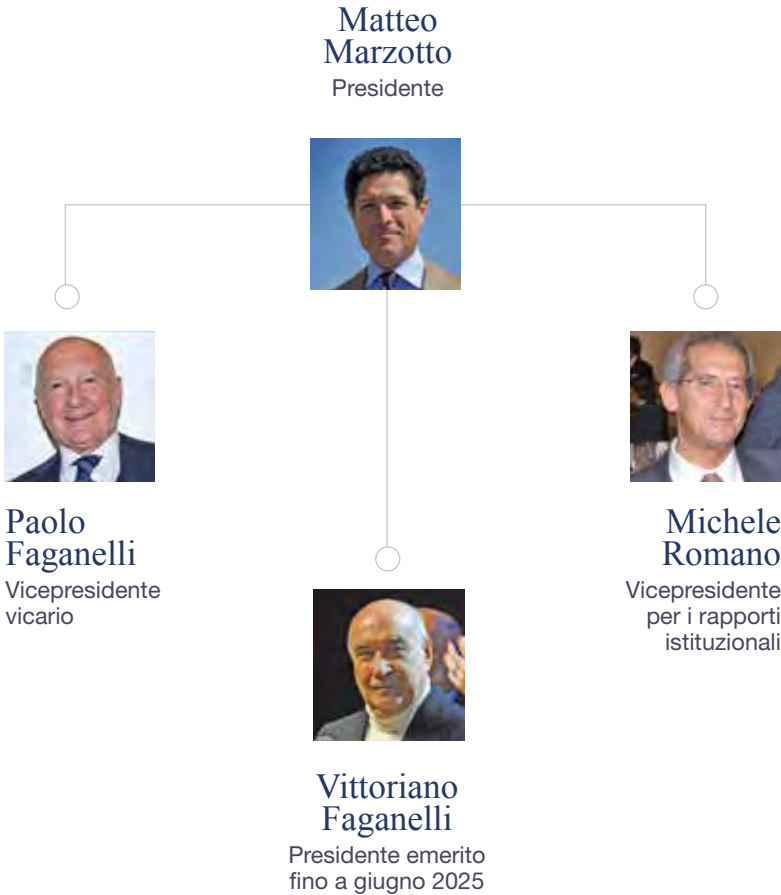 Matteo
Marzotto
Presidente
Paolo
Faganelli
Vicepresidente
vicario
Michele
Romano
Vicepresidente
per i rapporti
istituzionali
Vittoriano
Faganelli
Presidente emerito
fino a giugno 2025